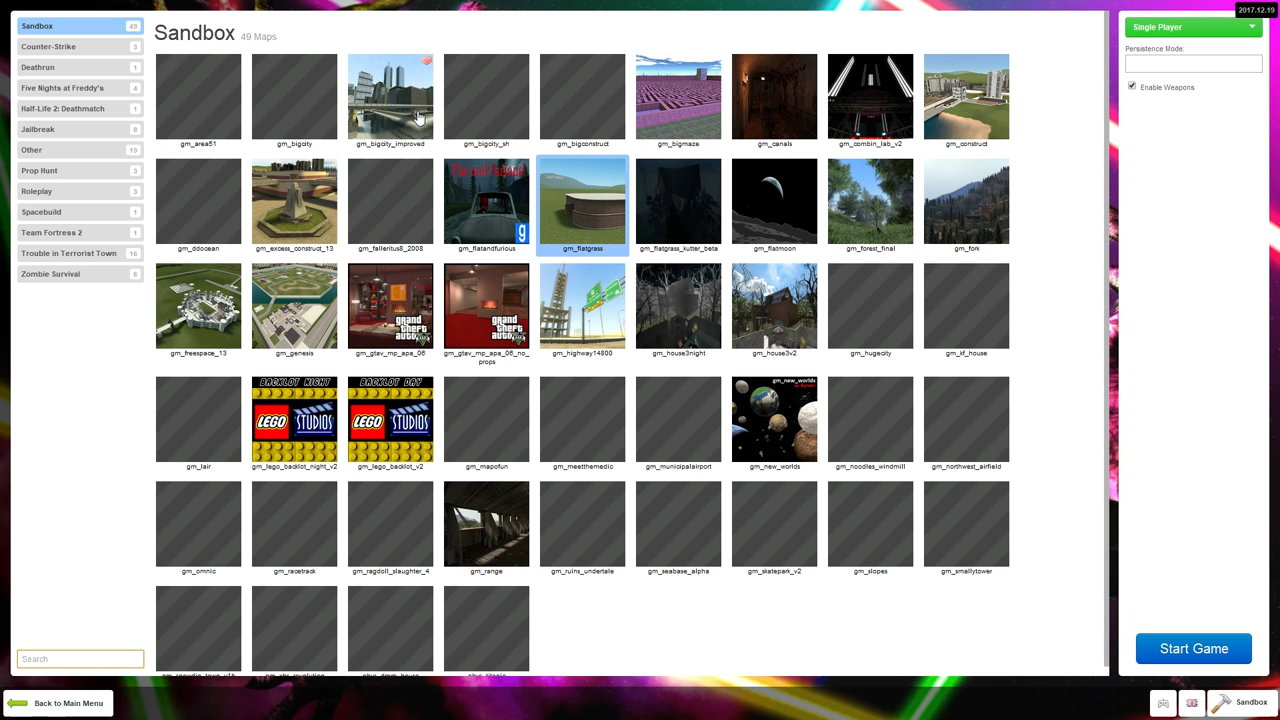 2017.12.19
Sandbox 49
Counter-Strike 3
Deathrun 1
Five Nights at Freddy's 4
Half-Life 2: Deathmatch 1
Jailbreak 8
Other 19
Prop Hunt 3
Roleplay 3
Spacebuild 1
Team Fortress 2 1
Trouble in Terrorist Town 16
Zombie Survival 6
Search
Sandbox 49 Maps
gm_area51
gm_bigcity
gm_bigcity_improved
gm_bigcity_sh
gm_bigconstruct
gm_bigmaze
gm_canals
gm_combin_lab_v2
gm_construct
gm_ddocean
gm_excess_construct_13
gm_falleritus8_2008
gm_flatandfurious
gm_flatgrass
gm_flatgrass_kutter_beta
gm_flatmoon
gm_forest_final
gm_fork
grand
theft
auto
V
grand
theft
auto
V
gm_freespace_13
gm_genesis
gm_gtav_mp_apa_06
gm_gtav_mp_apa_06_no_
props
gm_highway14800
gm_house3night
gm_house3v2
gm_hugecity
gm_kf_house
BACKLOT NIGHT
LEGO STUDIOS
BACKLOT DAY
LEGO STUDIOS
gm_new_worlds
gm_lair
gm_lego_backlot_night_v2
gm_lego_backlot_v2
gm_mapofun
gm_meetthemedic
gm_municipalairport
gm_new_worlds
gm_noodles_windmill
gm_northwest_airfield
gm_omnic
gm_racetrack
gm_ragdoll_slaughter_4
gm_range
gm_ruins_undertale
gm_seabase_alpha
gm_skatepark_v2
gm_slopes
gm_smallytower
Single Player
Persistence Mode:
Enable Weapons
Start Game
Back to Main Menu
Sandbox